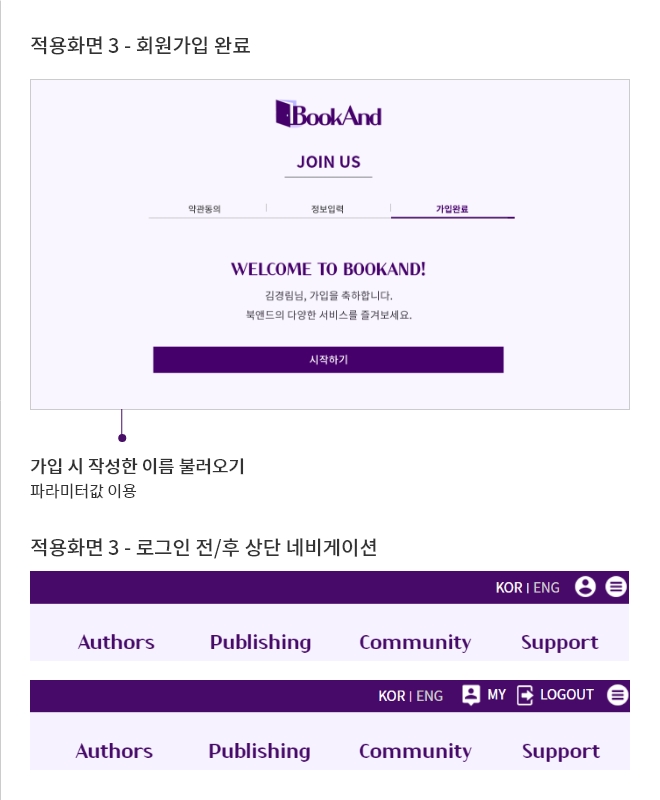 적용화면 3 - 회원가입 완료
BookAnd
JOIN US
약관동의 정보입력 가입완료
WELCOME TO BOOKAND!
김경림님, 가입을 축하합니다.
북앤드의 다양한 서비스를 즐겨보세요.
시작하기
가입 시 작성한 이름 불러오기
파라미터값 이용
적용화면 3 - 로그인 전/후 상단 네비게이션
KOR | ENG
Authors Publishing Community Support
KOR | ENG MY LOGOUT
Authors Publishing Community Support